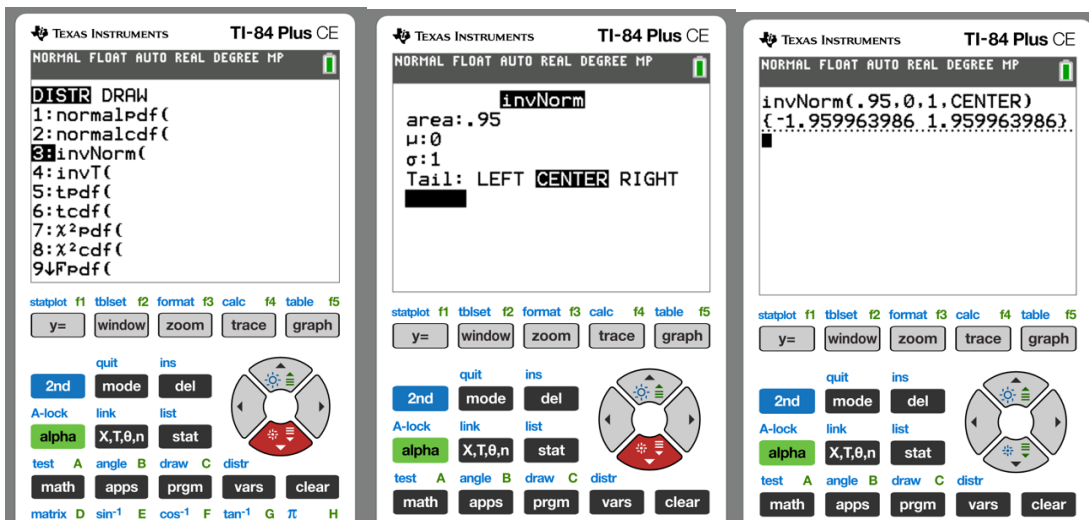 TEXAS INSTRUMENTS TI-84 Plus CE
NORMAL FLOAT AUTO REAL DEGREE MP
DISTR DRAW
1:normalpdf(
2:normalcdf(
3:invNorm(
4:invT(
5:tpdf(
6:tcdf(
7:χ²pdf(
8:χ²cdf(
9↓Fpdf(
statplot f1 tblset f2 format f3 calc f4 table f5
y= window zoom trace graph
quit ins
2nd mode del
A-lock link list
alpha X,T,θ,n stat
test A angle B draw C distr
math apps prgm vars clear
matrix D sin⁻¹ E cos⁻¹ F tan⁻¹ G π H
TEXAS INSTRUMENTS TI-84 Plus CE
NORMAL FLOAT AUTO REAL DEGREE MP
invNorm
area:.95
μ:0
σ:1
Tail: LEFT CENTER RIGHT
statplot f1 tblset f2 format f3 calc f4 table f5
y= window zoom trace graph
quit ins
2nd mode del
A-lock link list
alpha X,T,θ,n stat
test A angle B draw C distr
math apps prgm vars clear
TEXAS INSTRUMENTS TI-84 Plus CE
NORMAL FLOAT AUTO REAL DEGREE MP
invNorm(.95,0,1,CENTER)
{-1.959963986 1.959963986}
statplot f1 tblset f2 format f3 calc f4 table f5
y= window zoom trace graph
quit ins
2nd mode del
A-lock link list
alpha X,T,θ,n stat
test A angle B draw C distr
math apps prgm vars clear